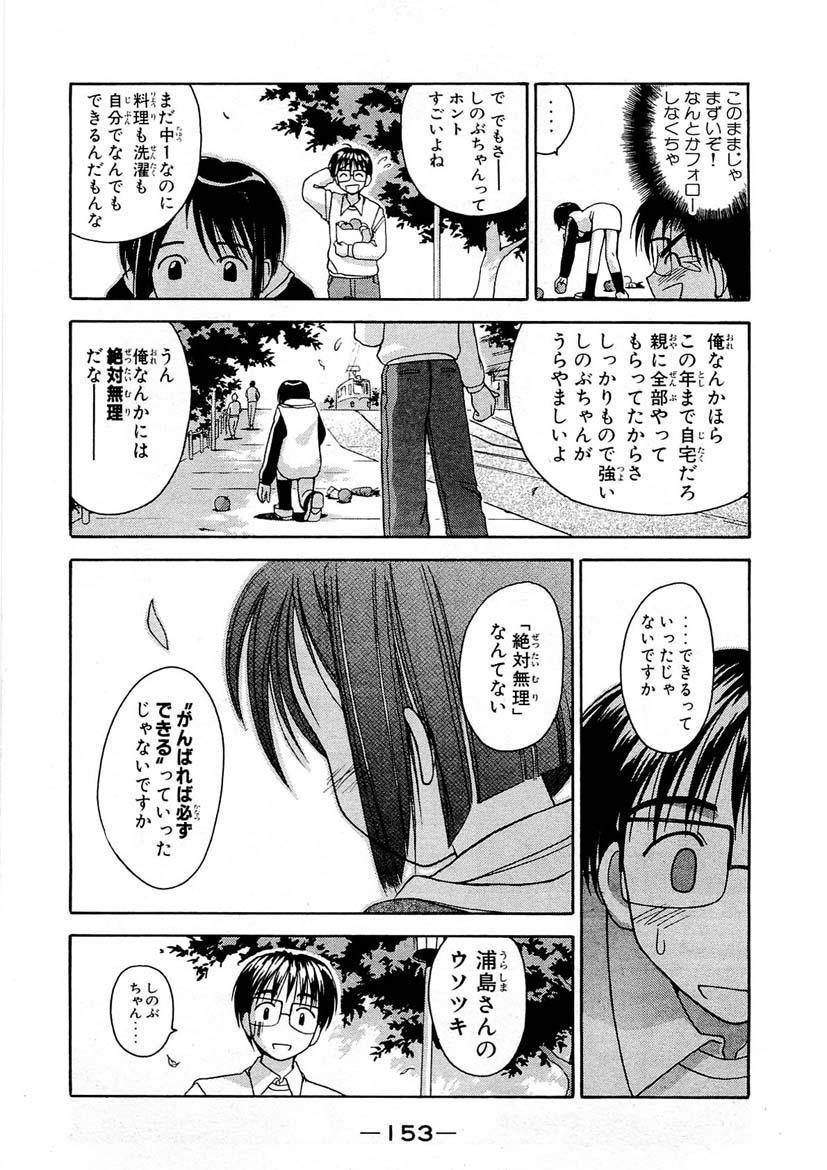 このままじゃ
まずいぞ！
なんとかフォロー
しなくちゃ
‥‥
で でもさ――
しのぶちゃんって
ホント
すごいよね
まだ中1なのに
料理も洗濯も
自分でなんでも
できるんだもんな
俺なんかほら
この年まで自宅だろ
親に全部やって
もらってたからさ
しっかりもので強い
しのぶちゃんが
うらやましいよ
うん
俺なんかには
絶対無理
だな――
‥‥できるって
いったじゃ
ないですか
「絶対無理」
なんてない
“がんばれば必ず
できる”っていった
じゃないですか
浦島さんの
ウソツキ
しのぶ
ちゃん‥‥
―153―